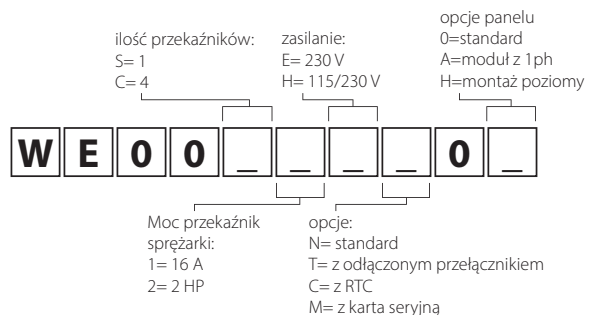 opcje panelu
ilość przekaźników:
zasilanie:
0=standard
S= 1
E= 230 V
A=moduł z 1ph
C= 4
H= 115/230 V
H=montaż poziomy
W E 0 0 _ _ _ _ 0 _
Moc przekaźnik
opcje:
sprężarki:
N= standard
1= 16 A
T= z odłączonym przełącznikiem
2= 2 HP
C= z RTC
M= z karta seryjną